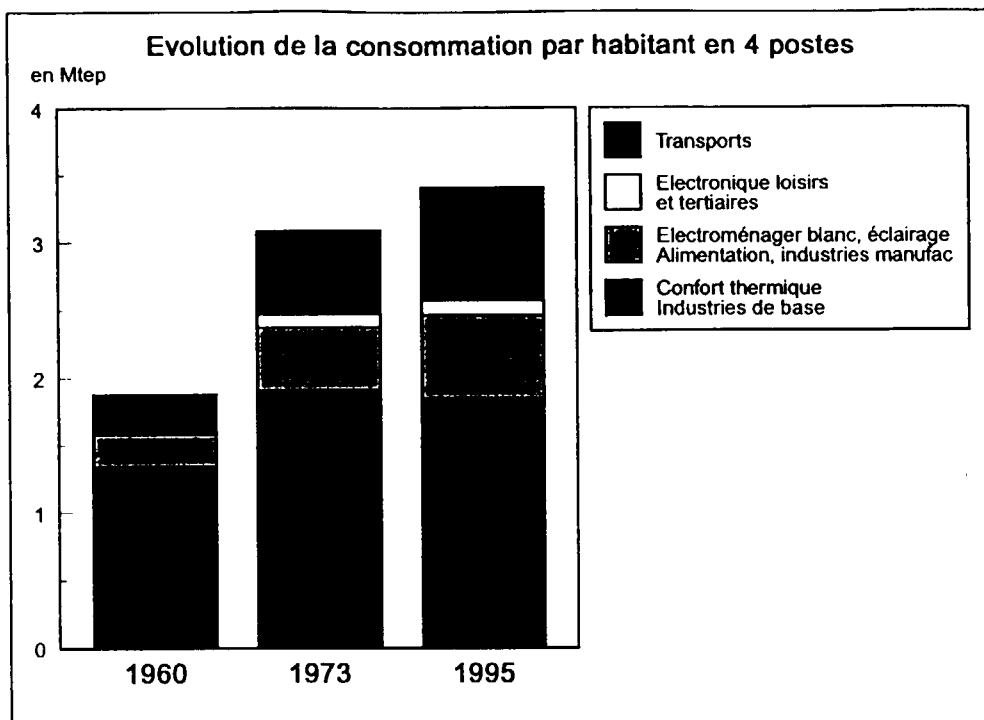 Evolution de la consommation par habitant en 4 postes
en Mtep
4
3
2
1
0
1960
1973
1995
Transports
Electronique loisirs
et tertiaires
Electroménager blanc, éclairage
Alimentation, industries manufac
Confort thermique
Industries de base